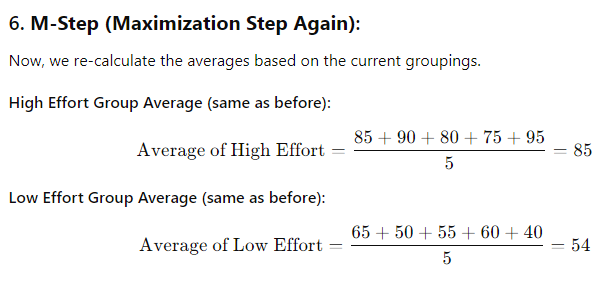 6. M-Step (Maximization Step Again):
Now, we re-calculate the averages based on the current groupings.
High Effort Group Average (same as before):
Average of High Effort = \frac{85 + 90 + 80 + 75 + 95}{5} = 85
Low Effort Group Average (same as before):
Average of Low Effort = \frac{65 + 50 + 55 + 60 + 40}{5} = 54